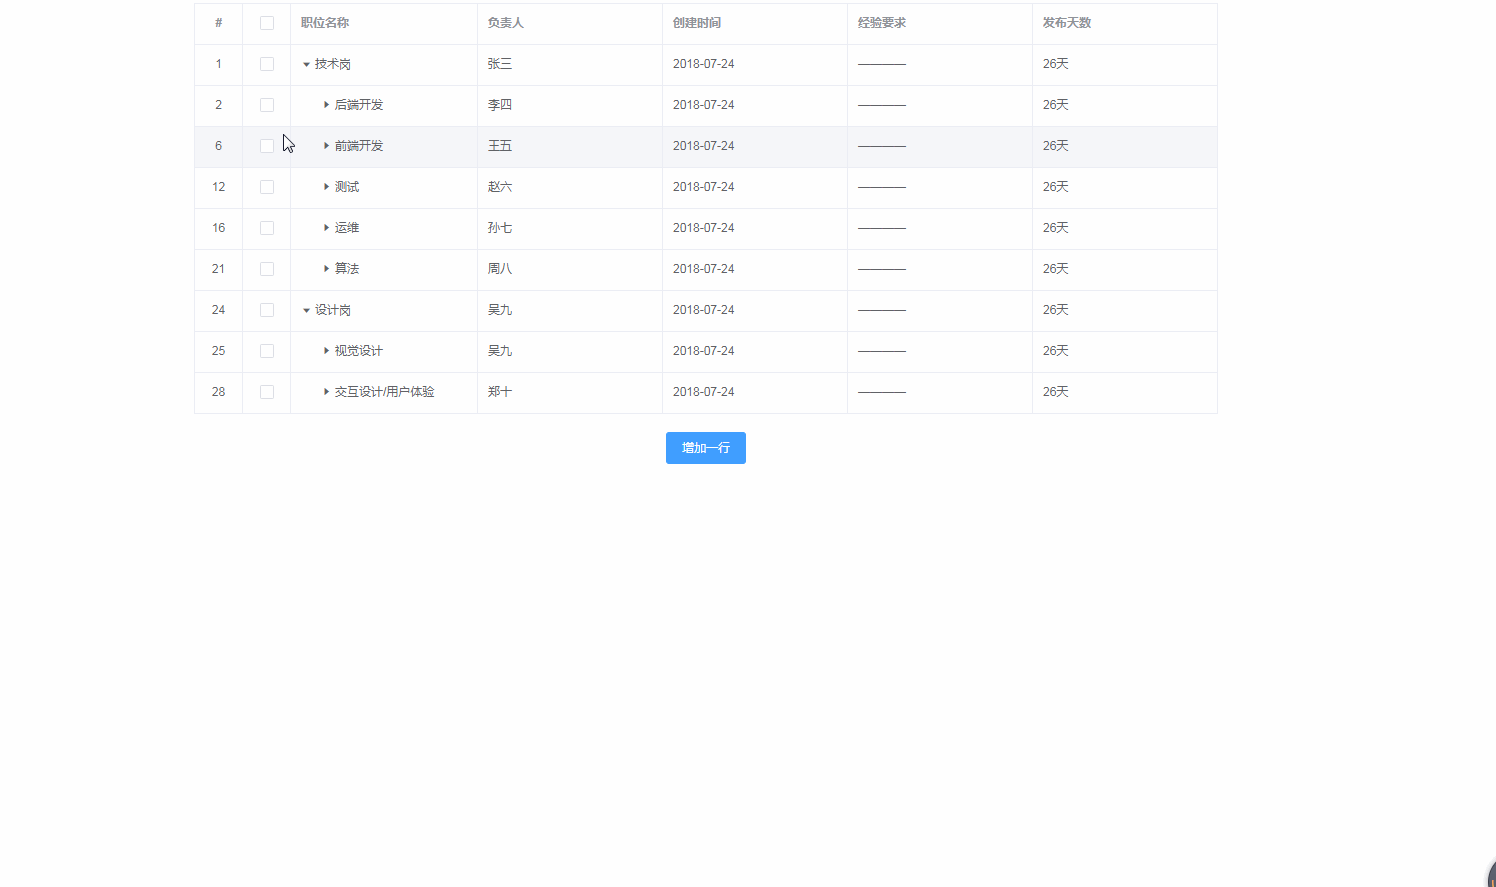 # 职位名称 负责人 创建时间 经验要求 发布天数
1 技术岗 张三 2018-07-24 ———— 26天
2 后端开发 李四 2018-07-24 ———— 26天
6 前端开发 王五 2018-07-24 ———— 26天
12 测试 赵六 2018-07-24 ———— 26天
16 运维 孙七 2018-07-24 ———— 26天
21 算法 周八 2018-07-24 ———— 26天
24 设计岗 吴九 2018-07-24 ———— 26天
25 视觉设计 吴九 2018-07-24 ———— 26天
28 交互设计/用户体验 郑十 2018-07-24 ———— 26天
增加一行